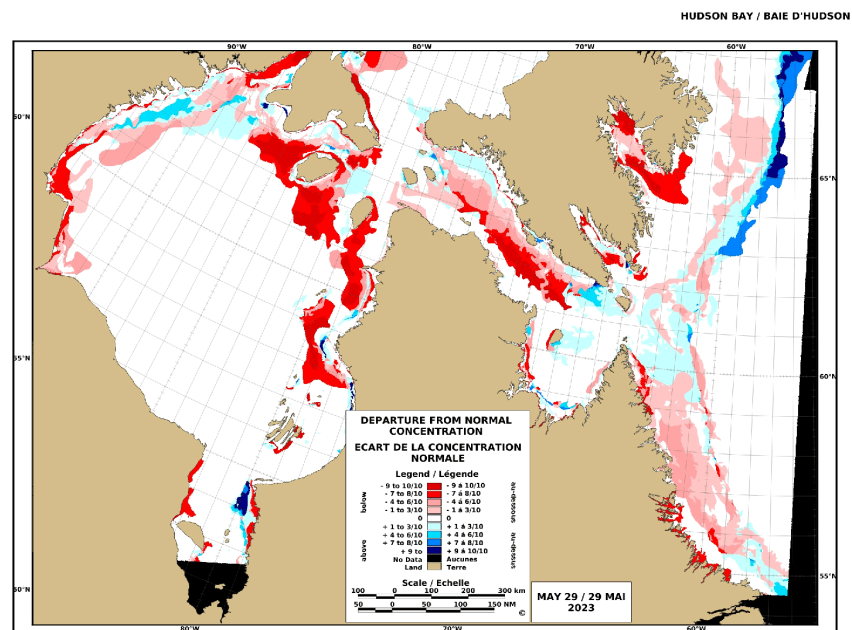 HUDSON BAY / BAIE D'HUDSON
90°W 80°W 70°W 60°W
60°N
65°N
55°N
60°N
50°N
55°N
80°W 70°W 60°W
DEPARTURE FROM NORMAL
CONCENTRATION
ECART DE LA CONCENTRATION
NORMALE
Legend / Légende
below
- 9 to 10/10 - 9 à 10/10
- 7 to 8/10 - 7 à 8/10
- 4 to 6/10 - 4 à 6/10
- 1 to 3/10 - 1 à 3/10
au-dessous
0 0
above
+ 1 to 3/10 + 1 à 3/10
+ 4 to 6/10 + 4 à 6/10
+ 7 to 8/10 + 7 à 8/10
+ 9 to + 9 à 10/10
au-dessus
No Data Aucunes
Land Terre
Scale / Echelle
100 0 100 200 300 km
50 0 50 100 150 NM
©
MAY 29 / 29 MAI
2023